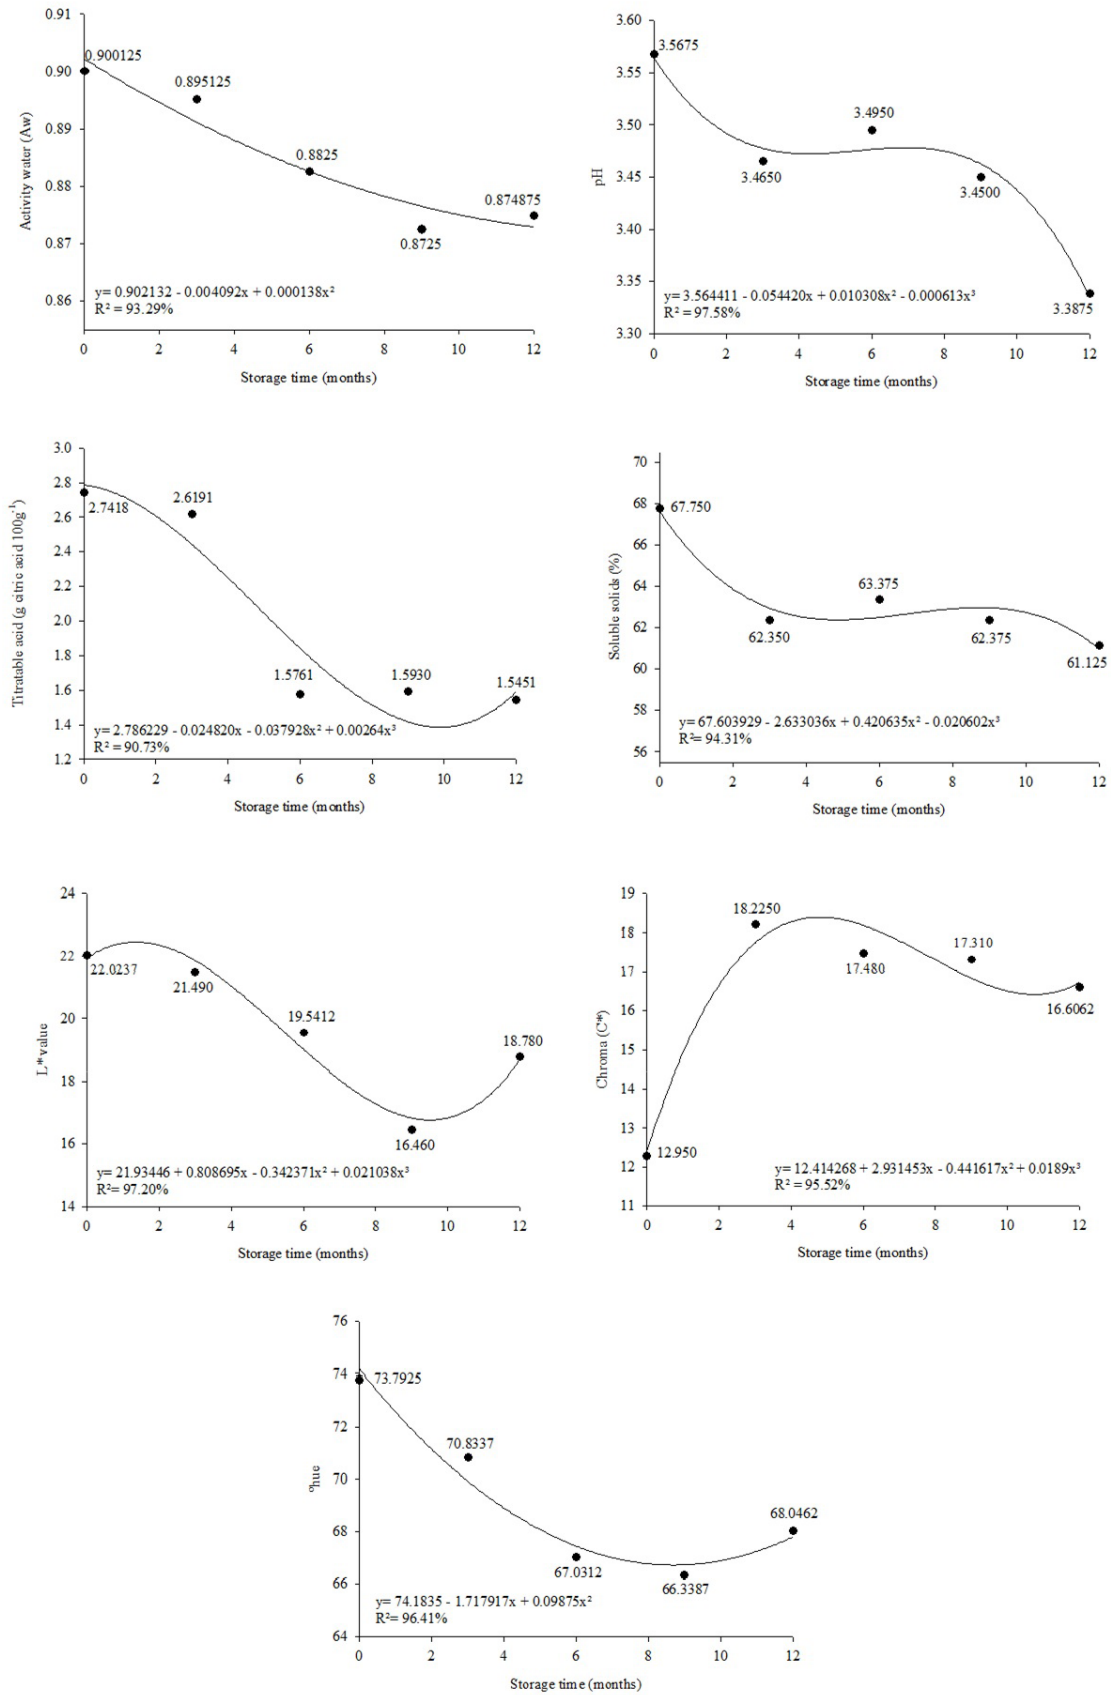 0.91
0.90
0.89
0.88
0.87
0.86
Activity water (Aw)
0.900125
0.895125
0.8825
0.8725
0.874875
y= 0.902132 - 0.004092x + 0.000138x²
R² = 93.29%
0 2 4 6 8 10 12
Storage time (months)
3.60
3.55
3.50
3.45
3.40
3.35
3.30
pH
3.5675
3.4650
3.4950
3.4500
3.3875
y= 3.564411 - 0.054420x + 0.010308x² - 0.000613x³
R² = 97.58%
0 2 4 6 8 10 12
Storage time (months)
3.0
2.8
2.6
2.4
2.2
2.0
1.8
1.6
1.4
1.2
Titratable acid (g citric acid 100g⁻¹)
2.7418
2.6191
1.5761
1.5930
1.5451
y= 2.786229 - 0.024820x - 0.037928x² + 0.00264x³
R² = 90.73%
0 2 4 6 8 10 12
Storage time (months)
70
68
66
64
62
60
58
56
Soluble solids (%)
67.750
62.350
63.375
62.375
61.125
y= 67.603929 - 2.633036x + 0.420635x² - 0.020602x³
R²= 94.31%
0 2 4 6 8 10 12
Storage time (months)
24
22
20
18
16
14
L* value
22.0237
21.490
19.5412
16.460
18.780
y= 21.93446 + 0.808695x - 0.342371x² + 0.021038x³
R²= 97.20%
0 2 4 6 8 10 12
Storage time (months)
19
18
17
16
15
14
13
12
11
Chroma (C*)
12.950
18.2250
17.480
17.310
16.6062
y= 12.414268 + 2.931453x - 0.441617x² + 0.0189x³
R² = 95.52%
0 2 4 6 8 10 12
Storage time (months)
76
74
72
70
68
66
64
ºhue
73.7925
70.8337
67.0312
66.3387
68.0462
y= 74.1835 - 1.717917x + 0.09875x²
R²= 96.41%
0 2 4 6 8 10 12
Storage time (months)